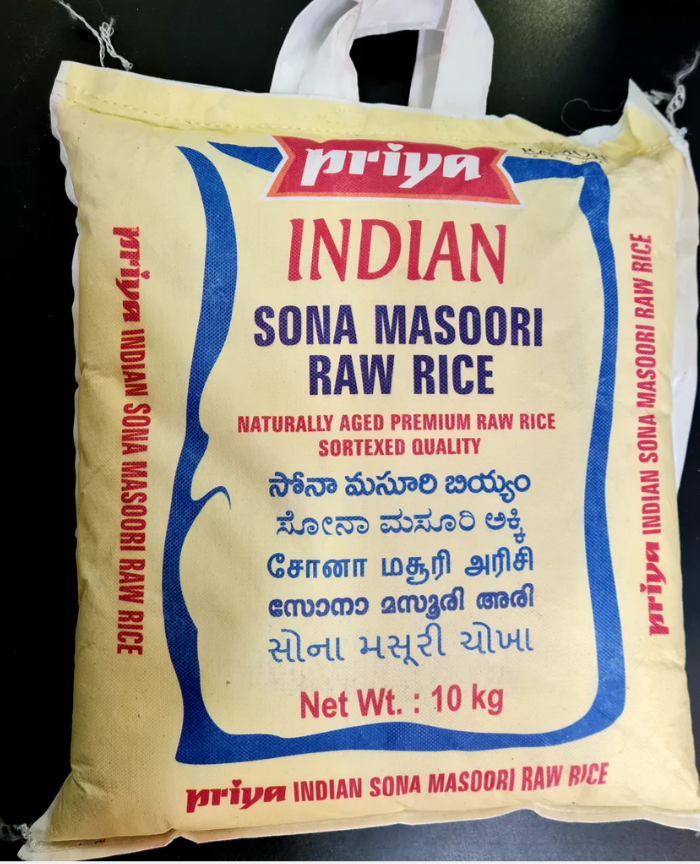 priya
INDIAN
SONA MASOORI
RAW RICE
NATURALLY AGED PREMIUM RAW RICE
SORTEXED QUALITY
సోనా మసూరి బియ్యం
ಸೋನಾ ಮಸೂರಿ ಅಕ್ಕಿ
சோனா மசூரி அரிசி
സോനാ മസൂരി അരി
સોના મસૂરી ચોખા
Net Wt. : 10 kg
priya INDIAN SONA MASOORI RAW RICE
priya INDIAN SONA MASOORI RAW RICE
priya INDIAN SONA MASOORI RAW RICE